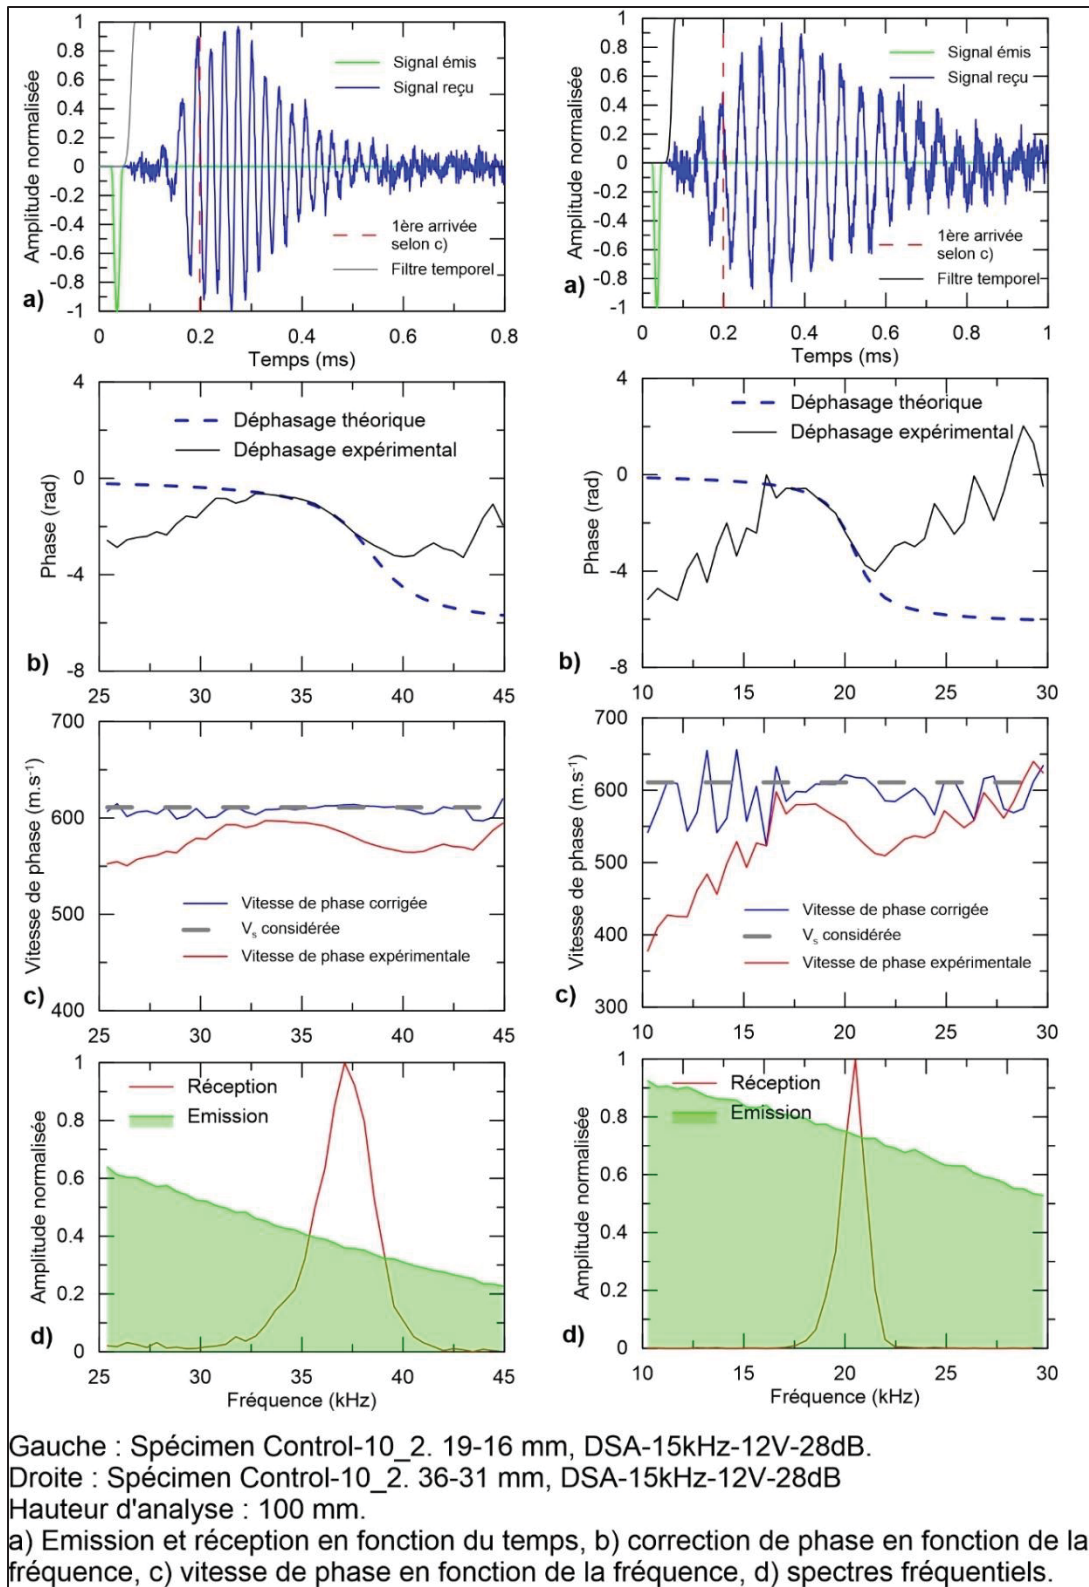 Amplitude normalisée
1
0.8
0.6
0.4
0.2
0
-0.2
-0.4
-0.6
-0.8
-1
Signal émis
Signal reçu
1ère arrivée
selon c)
Filtre temporel
a)
0 0.2 0.4 0.6 0.8
Temps (ms)
Amplitude normalisée
1
0.8
0.6
0.4
0.2
0
-0.2
-0.4
-0.6
-0.8
-1
Signal émis
Signal reçu
1ère arrivée
selon c)
Filtre temporel
a)
0 0.2 0.4 0.6 0.8 1
Temps (ms)
Phase (rad)
4
0
-4
-8
Déphasage théorique
Déphasage expérimental
b)
25 30 35 40 45
Phase (rad)
4
0
-4
-8
Déphasage théorique
Déphasage expérimental
b)
10 15 20 25 30
Vitesse de phase (m.s-1)
700
600
500
400
Vitesse de phase corrigée
Vs considérée
Vitesse de phase expérimentale
c)
25 30 35 40 45
Vitesse de phase (m.s-1)
700
600
500
400
300
Vitesse de phase corrigée
Vs considérée
Vitesse de phase expérimentale
c)
10 15 20 25 30
Amplitude normalisée
1
0.8
0.6
0.4
0.2
0
Réception
Emission
d)
25 30 35 40 45
Fréquence (kHz)
Amplitude normalisée
1
0.8
0.6
0.4
0.2
0
Réception
Emission
d)
10 15 20 25 30
Fréquence (kHz)
Gauche : Spécimen Control-10_2. 19-16 mm, DSA-15kHz-12V-28dB.
Droite : Spécimen Control-10_2. 36-31 mm, DSA-15kHz-12V-28dB
Hauteur d'analyse : 100 mm.
a) Emission et réception en fonction du temps, b) correction de phase en fonction de la
fréquence, c) vitesse de phase en fonction de la fréquence, d) spectres fréquentiels.